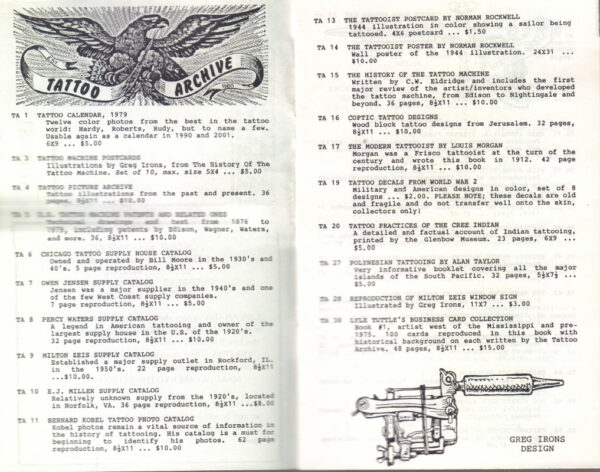 TATTOO ARCHIVE
TA 1 TATTOO CALENDAR, 1979
Twelve color photos from the best in the tattoo
world: Hardy, Roberts, Rudy, but to name a few.
Usable again as a calendar in 1990 and 2001.
6X9 ... $5.00
TA 3 TATTOO MACHINE POSTCARDS
Illustrations by Greg Irons, from The History Of The
Tattoo Machine. Set of 10, max. size 5X4 ... $5.00
TA 4 TATTOO PICTURE ARCHIVE
Tattoo illustrations from the past and present. 36
pages, 8½X11 ... $10.00
TA 5 U.S. TATTOO MACHINE PATENTS AND RELATED ONES
Technical drawings and text from 1876 to
1979, including patents by Edison, Wagner, Waters,
and more. 36, 8½X11 ... $10.00
TA 6 CHICAGO TATTOO SUPPLY HOUSE CATALOG
Owned and operated by Bill Moore in the 1930's and
40's. 5 page reproduction, 8½X11 ... $5.00
TA 7 OWEN JENSEN SUPPLY CATALOG
Jensen was a major supplier in the 1940's and one
of the few West Coast supply companies.
7 page reproduction, 8½X11 ... $5.00
TA 8 PERCY WATERS SUPPLY CATALOG
A legend in American tattooing and owner of the
largest supply house in the U.S. of the 1920's.
32 page reproduction, 8½X11 ... $10.00
TA 9 MILTON ZEIS SUPPLY CATALOG
Established a major supply outlet in Rockford, IL.
in the 1950's. 22 page reproduction, 8½X11
...$10.00.
TA 10 E.J. MILLER SUPPLY CATALOG
Relatively unknown supply from the 1920's, located
in Norfolk, VA. 36 page reproduction, 8½X11 ...$8.00
TA 11 BERNARD KOBEL TATTOO PHOTO CATALOG
Kobel photos remain a vital source of information in
the history of tattooing. His catalog is a must for
beginning to identify his photos. 62 page
reproduction, 8½X11 ... $10.00
TA 13 THE TATTOOIST POSTCARD BY NORMAN ROCKWELL
1944 illustration in color showing a sailor being
tattooed. 4X6 postcard ... $1.50
TA 14 THE TATTOOIST POSTER BY NORMAN ROCKWELL
Wall poster of the 1944 illustration. 24X31 ...
$10.00
TA 15 THE HISTORY OF THE TATTOO MACHINE
Written by C.W. Eldridge and includes the first
major review of the artist/inventors who developed
the tattoo machine, from Edison to Nightingale and
beyond. 36 pages, 8½X11 ... $10.00
TA 16 COPTIC TATTOO DESIGNS
Wood block tattoo designs from Jerusalem. 32 pages,
8½X11 ... $10.00
TA 17 THE MODERN TATTOOIST BY LOUIS MORGAN
Morgan was a Frisco tattooist at the turn of the
century and wrote this book in 1912. 42 page
reproduction, 8½X11 ... $10.00
TA 19 TATTOO DECALS FROM WORLD WAR 2
Military and American designs in color, set of 8
designs ... $2.00. PLEASE NOTE; these decals are old
and fragile and do not transfer well onto the skin,
collectors only!
TA 20 TATTOO PRACTICES OF THE CREE INDIAN
A detailed and factual account of Indian tattooing,
printed by the Glenbow Museum. 23 pages, 6X9 ...
$5.00
TA 27 POLYNESIAN TATTOOING BY ALAN TAYLOR
Very informative booklet covering all the major
islands of the South Pacific. 32 pages, 5½X7½ ...
$5.00
TA 28 REPRODUCTION OF MILTON ZEIS WINDOW SIGN
Illustrated by Greg Irons, 11X7 ... $3.00
TA 30 LYLE TUTTLE'S BUSINESS CARD COLLECTION
Book #1, artist west of the Mississippi and pre-
1975. 100 cards reproduced in this book with
historical background on each written by the Tattoo
Archive. 48 pages, 8½X11 ... $15.00
GREG IRONS
DESIGN